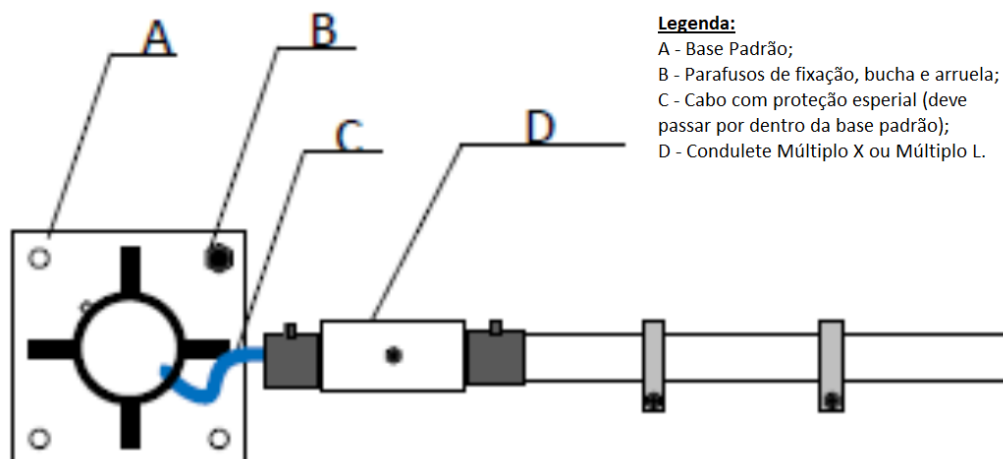 A
B
C
D
Legenda:
A - Base Padrão;
B - Parafusos de fixação, bucha e arruela;
C - Cabo com proteção esperial (deve
passar por dentro da base padrão);
D - Condulete Múltiplo X ou Múltiplo L.